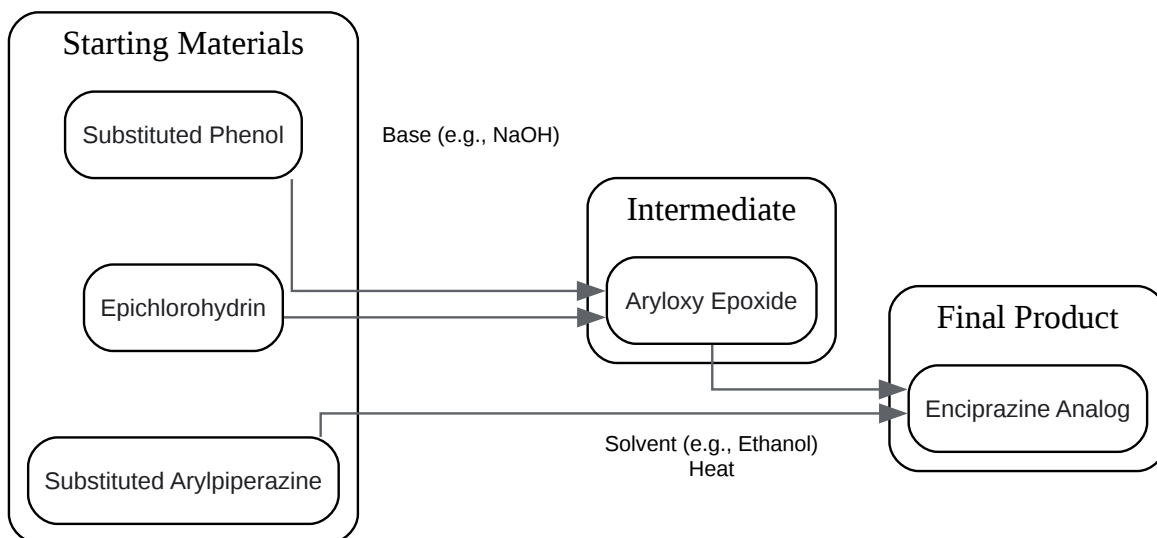 Starting Materials
Substituted Phenol
Base (e.g., NaOH)
Epichlorohydrin
Substituted Arylpiperazine
Intermediate
Aryloxy Epoxide
Solvent (e.g., Ethanol)
Heat
Final Product
Enciprazine Analog